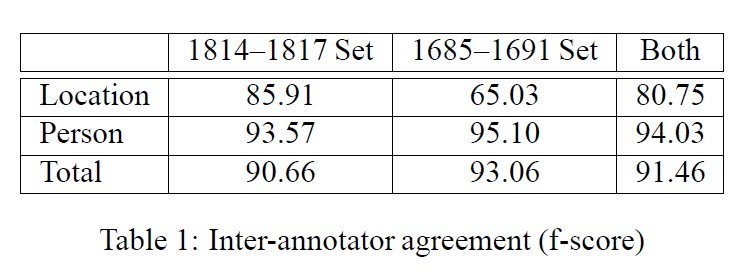 1814–1817 Set 1685–1691 Set Both
Location 85.91 65.03 80.75
Person 93.57 95.10 94.03
Total 90.66 93.06 91.46
Table 1: Inter-annotator agreement (f-score)